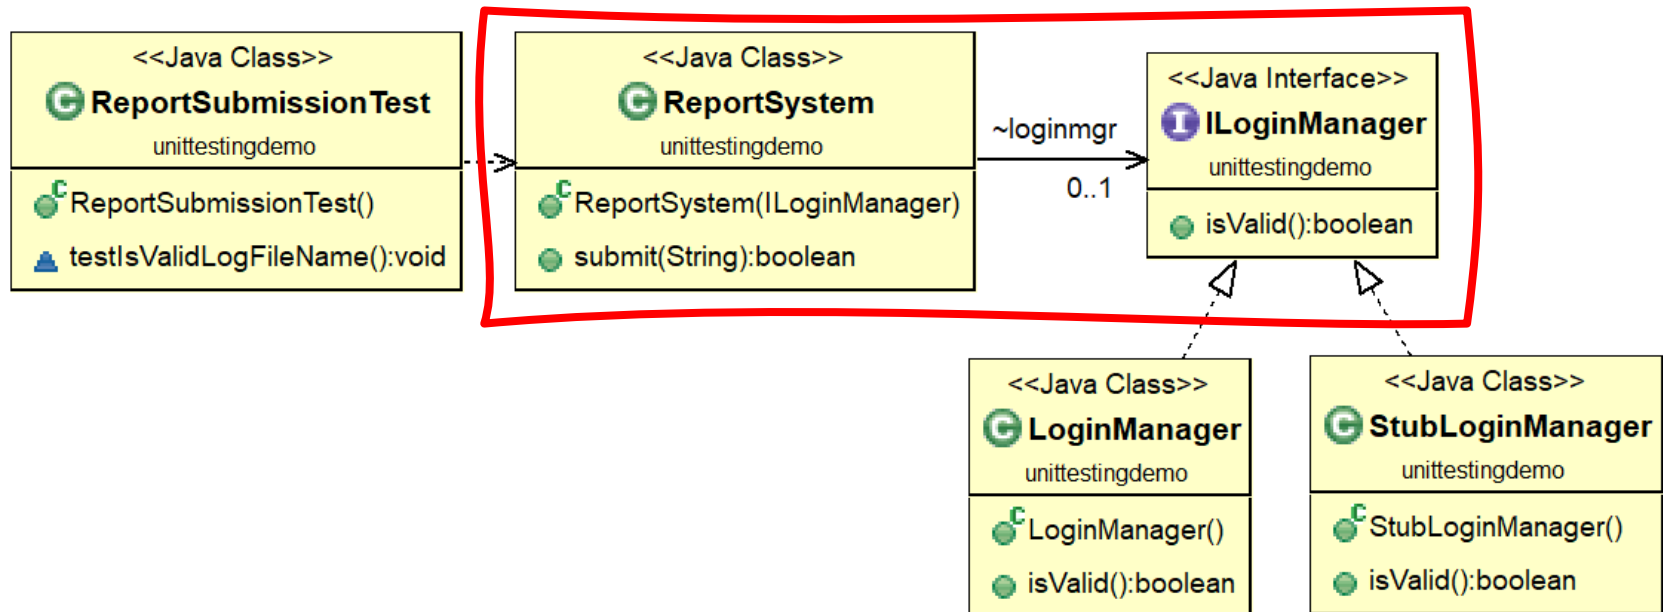 <<Java Class>>
C ReportSubmissionTest
unittestingdemo
C ReportSubmissionTest()
testIsValidLogFileName():void
<<Java Class>>
C ReportSystem
unittestingdemo
C ReportSystem(ILoginManager)
submit(String):boolean
~loginmgr
0..1
<<Java Interface>>
I ILoginManager
unittestingdemo
isValid():boolean
<<Java Class>>
C LoginManager
unittestingdemo
C LoginManager()
isValid():boolean
<<Java Class>>
C StubLoginManager
unittestingdemo
C StubLoginManager()
isValid():boolean